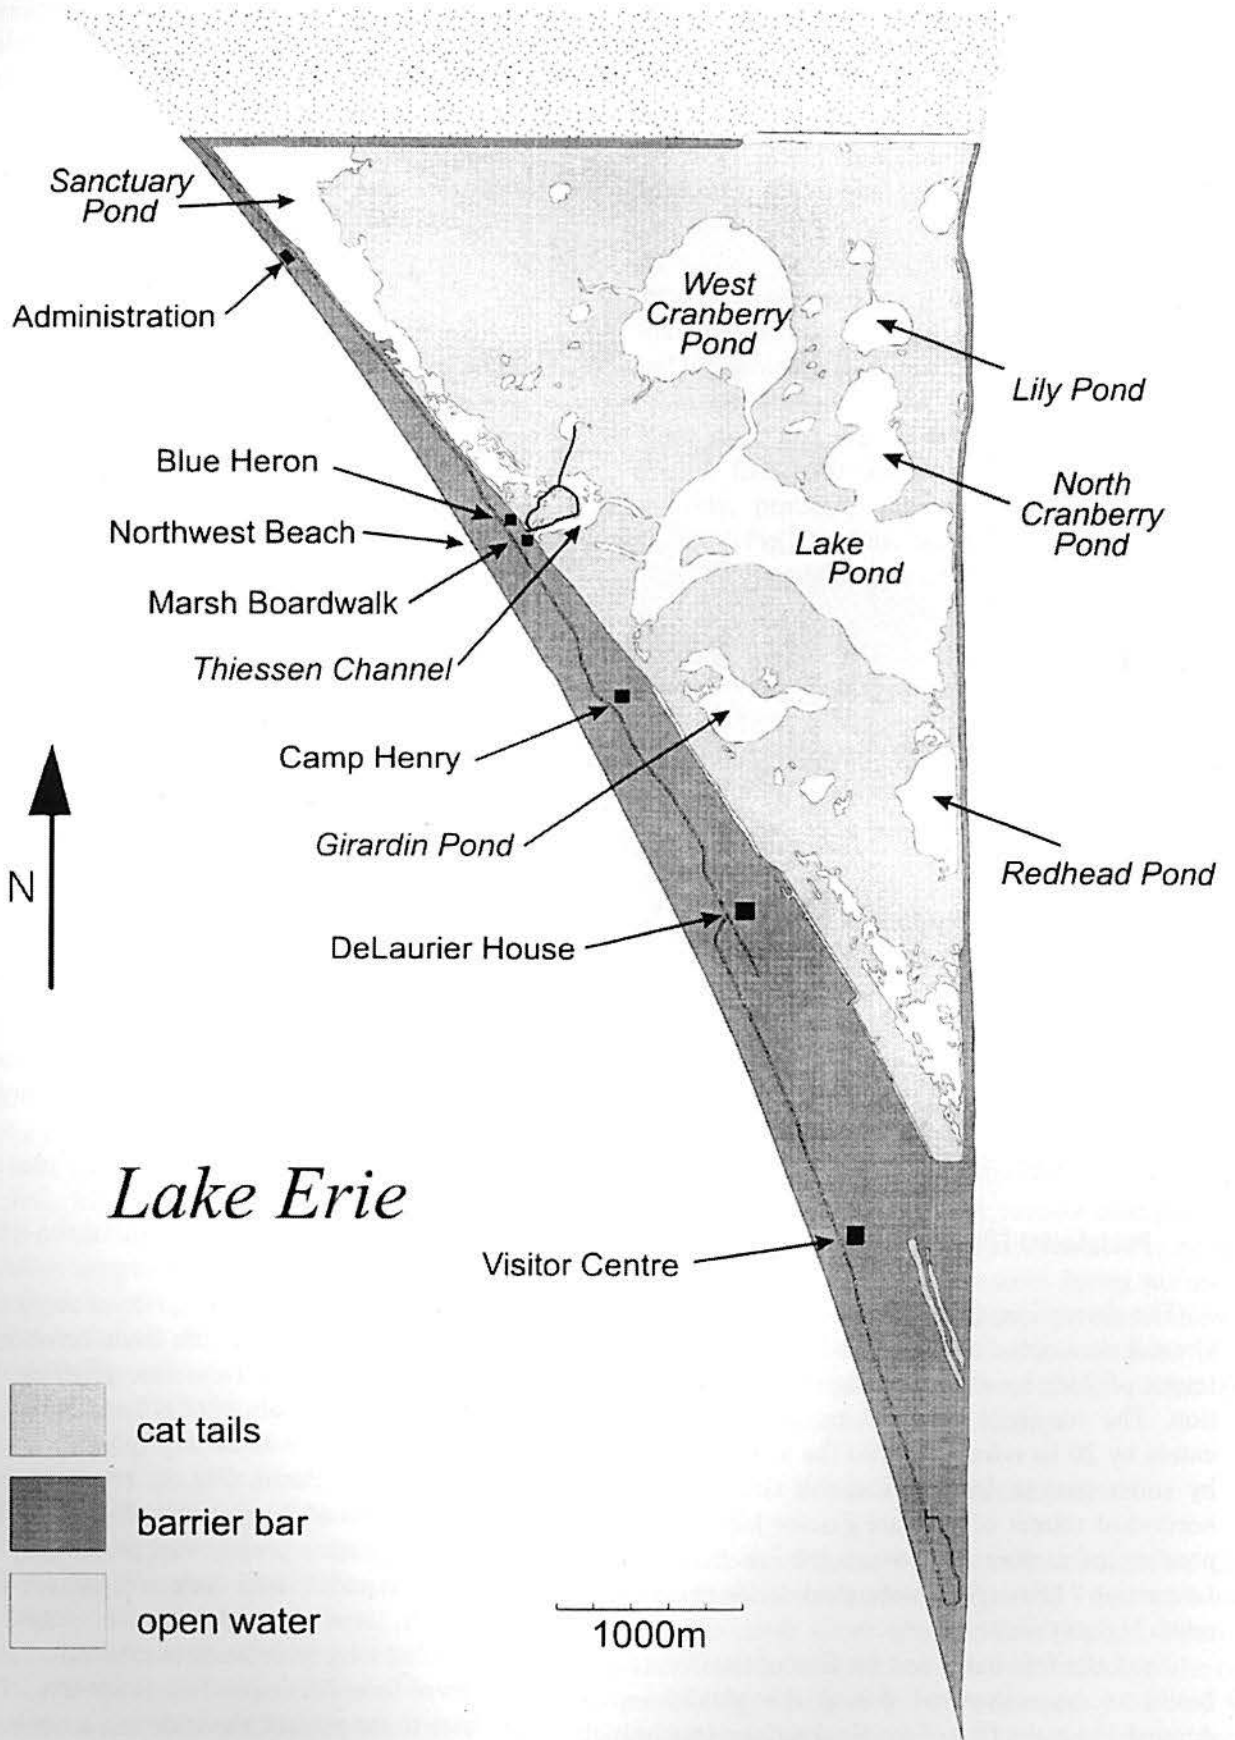 Sanctuary
Pond
Administration
West
Cranberry
Pond
Lily Pond
Blue Heron
Northwest Beach
Marsh Boardwalk
Thiessen Channel
North
Cranberry
Pond
Lake
Pond
Camp Henry
Girardin Pond
Redhead Pond
N
DeLaurier House
Lake Erie
Visitor Centre
cat tails
barrier bar
open water
1000m